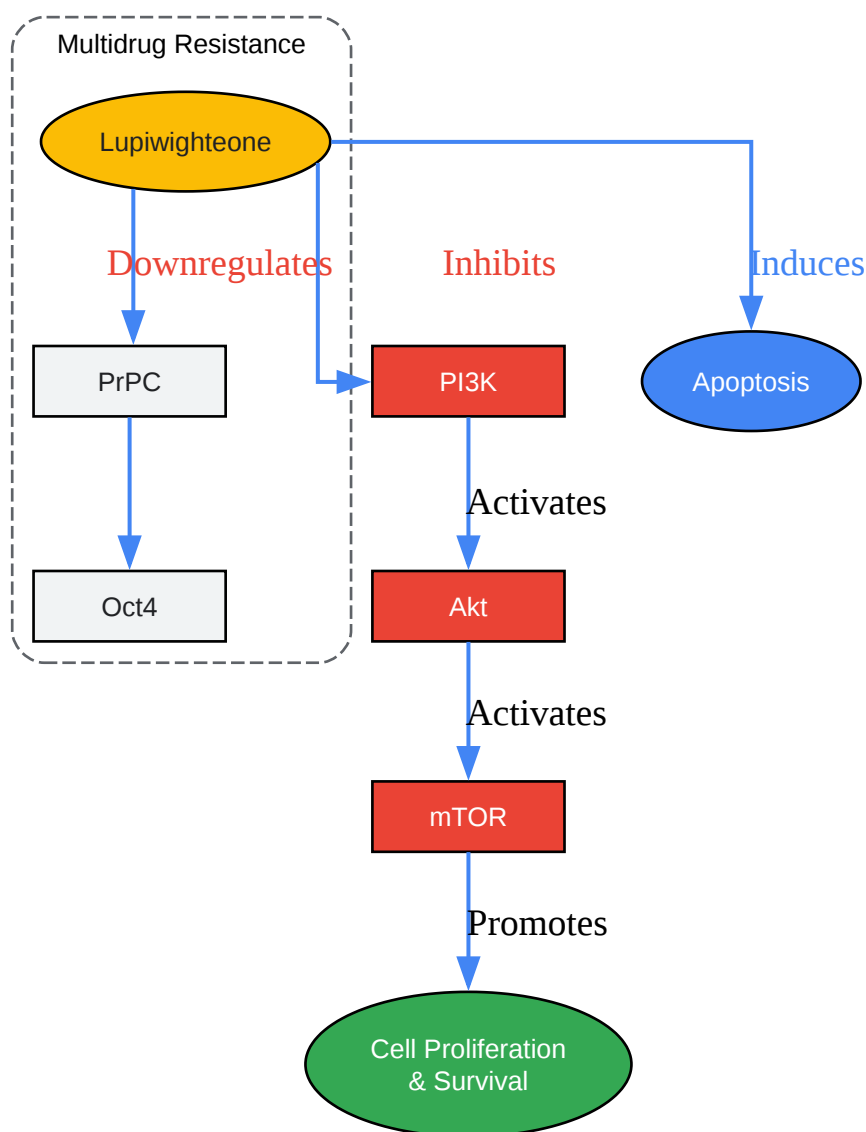 Multidrug Resistance
Lupiwighteone
Downregulates
Inhibits
Induces
PrPC
PI3K
Apoptosis
Activates
Oct4
Akt
Activates
mTOR
Promotes
Cell Proliferation
& Survival